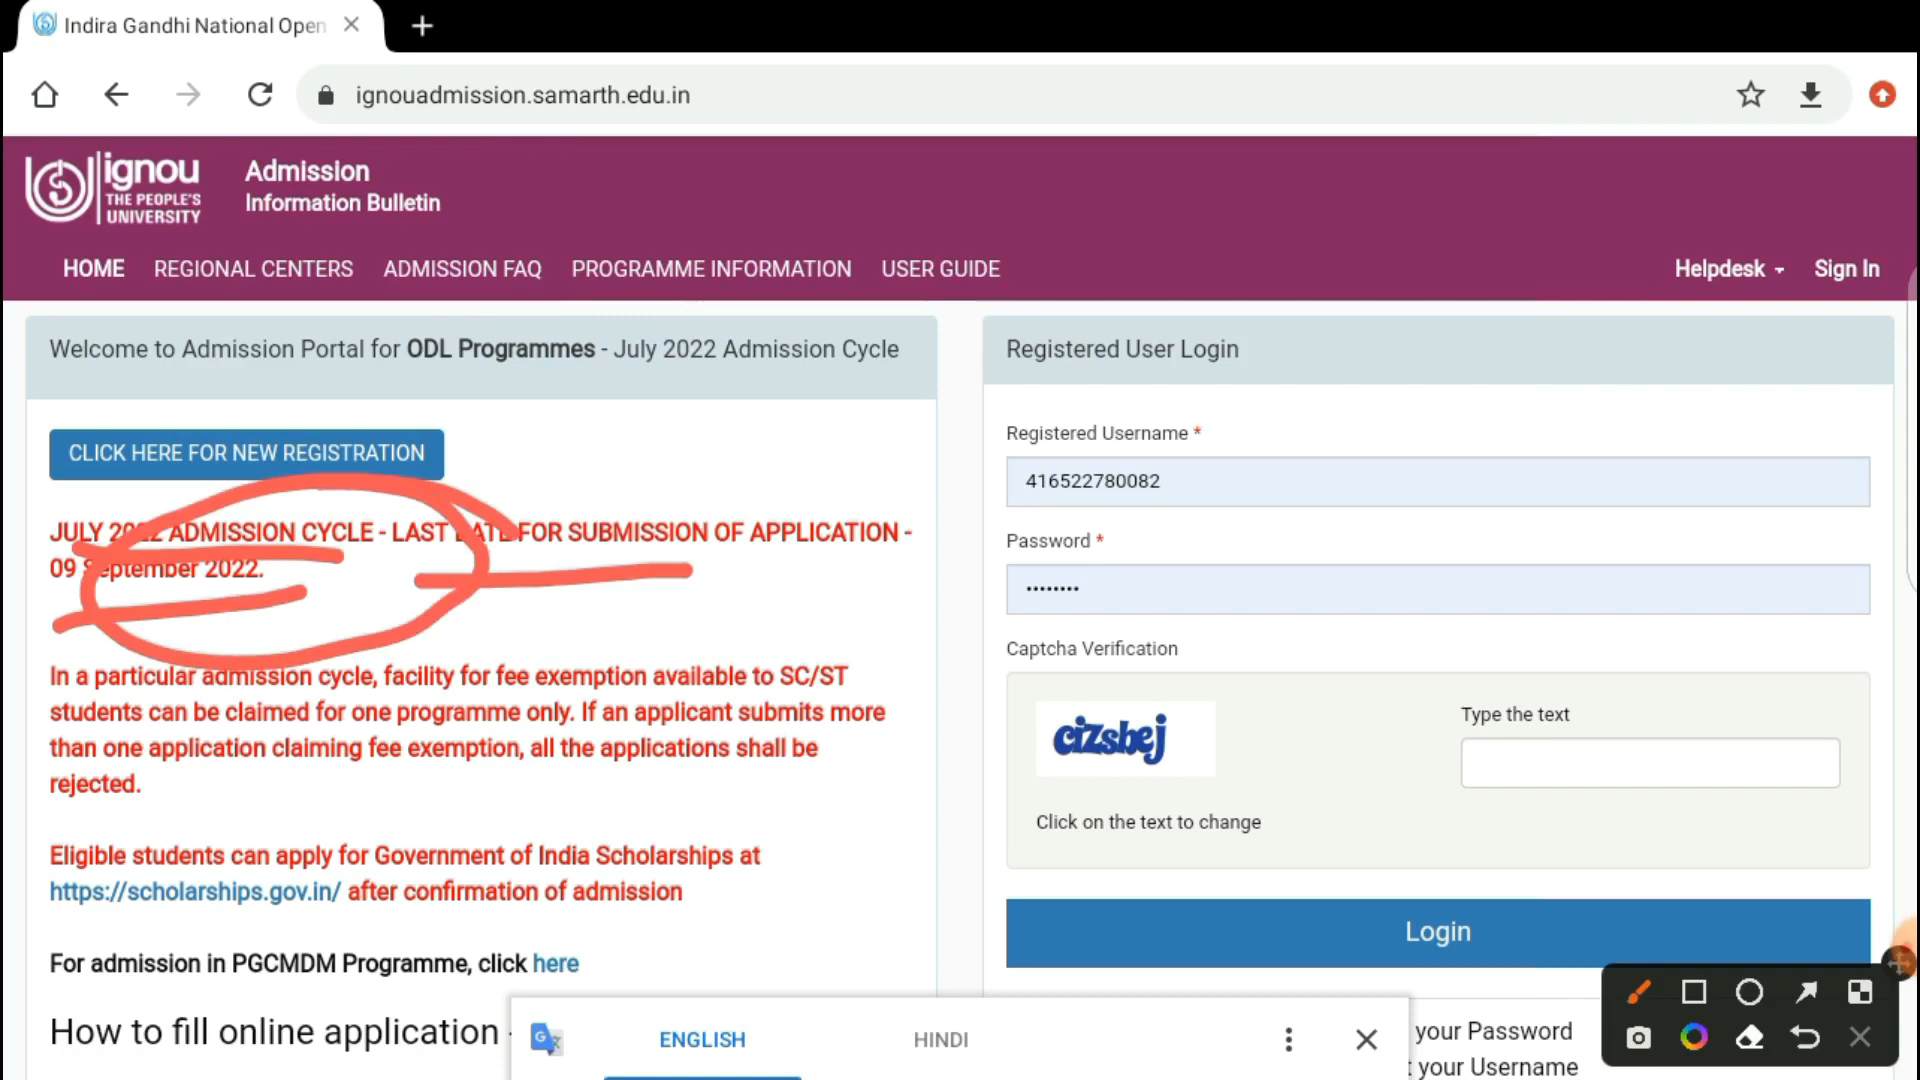 Indira Gandhi National Open
ignouadmission.samarth.edu.in
ignou
THE PEOPLE'S
UNIVERSITY
Admission
Information Bulletin
HOME REGIONAL CENTERS ADMISSION FAQ PROGRAMME INFORMATION USER GUIDE Helpdesk Sign In
Welcome to Admission Portal for ODL Programmes - July 2022 Admission Cycle
CLICK HERE FOR NEW REGISTRATION
JULY 2022 ADMISSION CYCLE - LAST DATE FOR SUBMISSION OF APPLICATION -
09 September 2022.
In a particular admission cycle, facility for fee exemption available to SC/ST
students can be claimed for one programme only. If an applicant submits more
than one application claiming fee exemption, all the applications shall be
rejected.
Eligible students can apply for Government of India Scholarships at
https://scholarships.gov.in/ after confirmation of admission
For admission in PGCMDM Programme, click here
How to fill online application -
Registered User Login
Registered Username *
416522780082
Password *
••••••••
Captcha Verification
cizsbej
Type the text
Click on the text to change
Login
your Password
your Username
ENGLISH HINDI